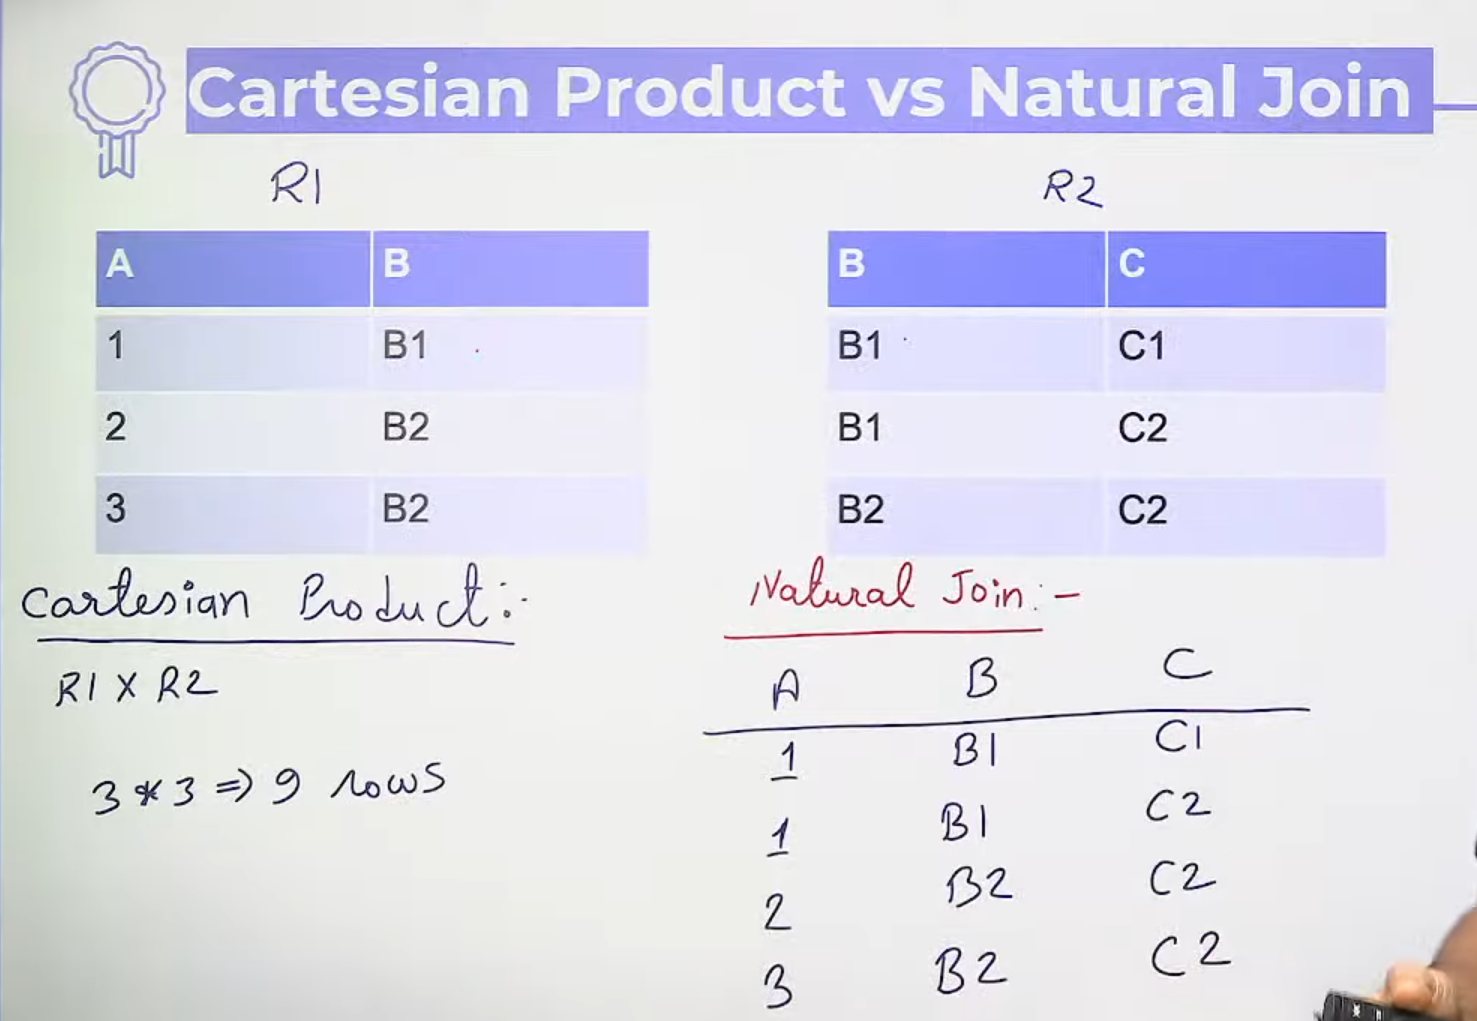 Cartesian Product vs Natural Join
R1
A B
1 B1
2 B2
3 B2
R2
B C
B1 C1
B1 C2
B2 C2
Cartesian Product:-
R1 X R2
3 * 3 => 9 rows
Natural Join:-
A B C
1 B1 C1
1 B1 C2
2 B2 C2
3 B2 C2